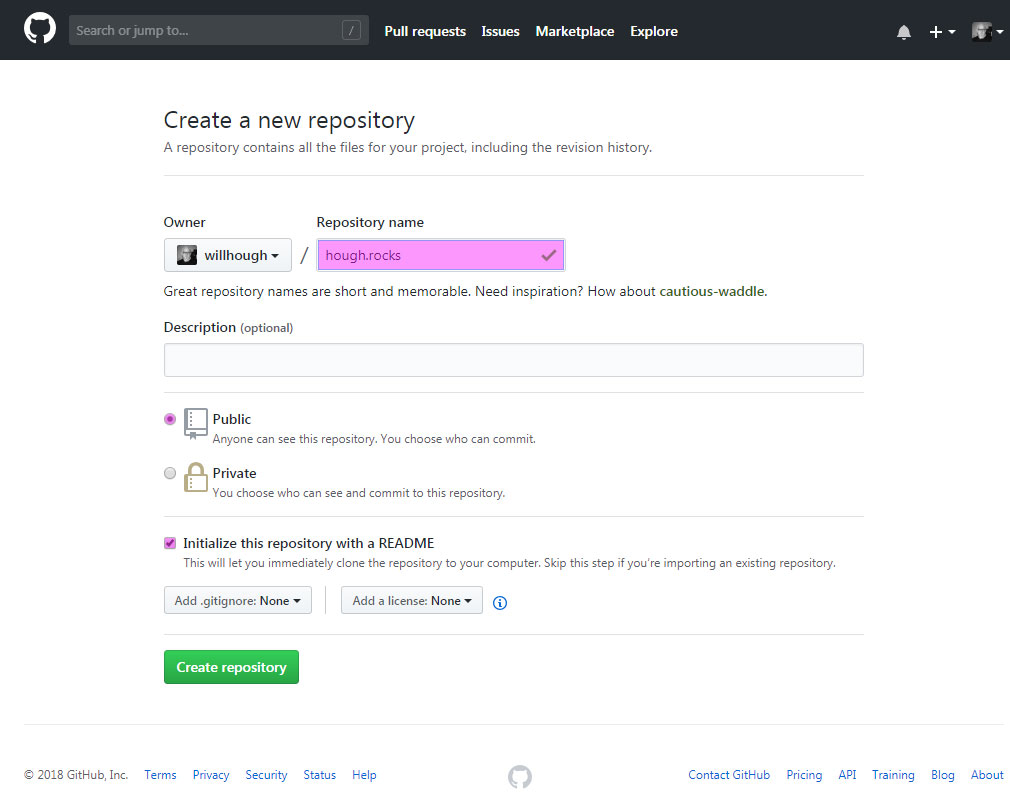 Search or jump to... /
Pull requests Issues Marketplace Explore
Create a new repository
A repository contains all the files for your project, including the revision history.
Owner Repository name
willhough / hough.rocks
Great repository names are short and memorable. Need inspiration? How about cautious-waddle.
Description (optional)
Public
Anyone can see this repository. You choose who can commit.
Private
You choose who can see and commit to this repository.
Initialize this repository with a README
This will let you immediately clone the repository to your computer. Skip this step if you're importing an existing repository.
Add .gitignore: None Add a license: None
Create repository
© 2018 GitHub, Inc. Terms Privacy Security Status Help Contact GitHub Pricing API Training Blog About